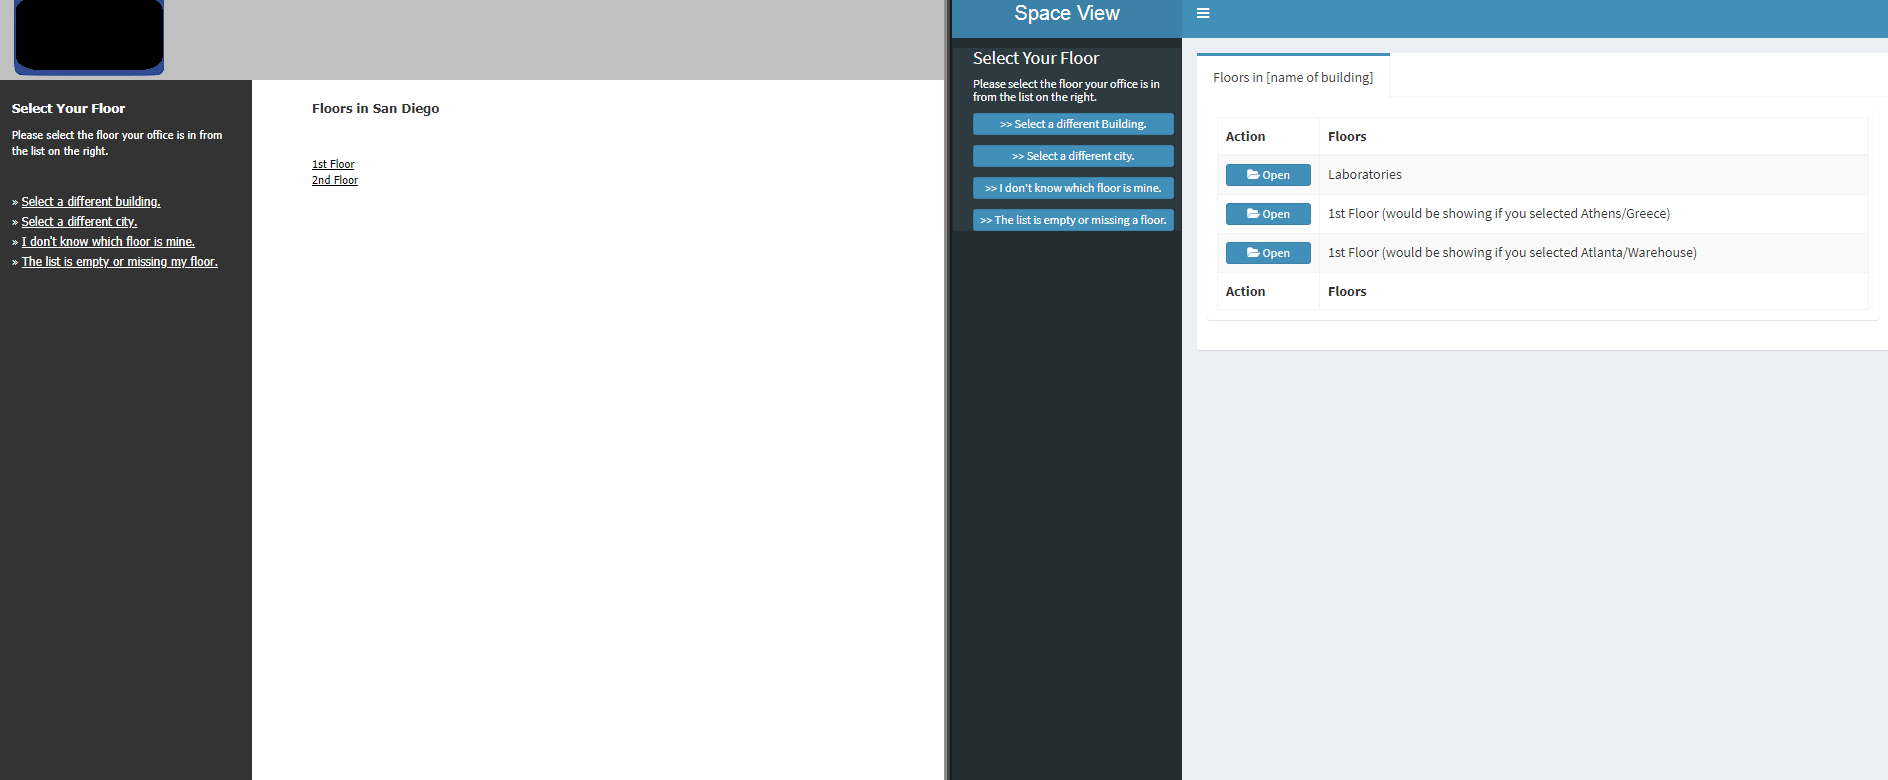 Select Your Floor
Please select the floor your office is in from
the list on the right.
» Select a different building.
» Select a different city.
» I don't know which floor is mine.
» The list is empty or missing my floor.
Floors in San Diego
1st Floor
2nd Floor
Space View
Select Your Floor
Please select the floor your office is in
from the list on the right.
>> Select a different Building.
>> Select a different city.
>> I don't know which floor is mine.
>> The list is empty or missing a floor.
Floors in [name of building]
Action Floors
Open Laboratories
Open 1st Floor (would be showing if you selected Athens/Greece)
Open 1st Floor (would be showing if you selected Atlanta/Warehouse)
Action Floors